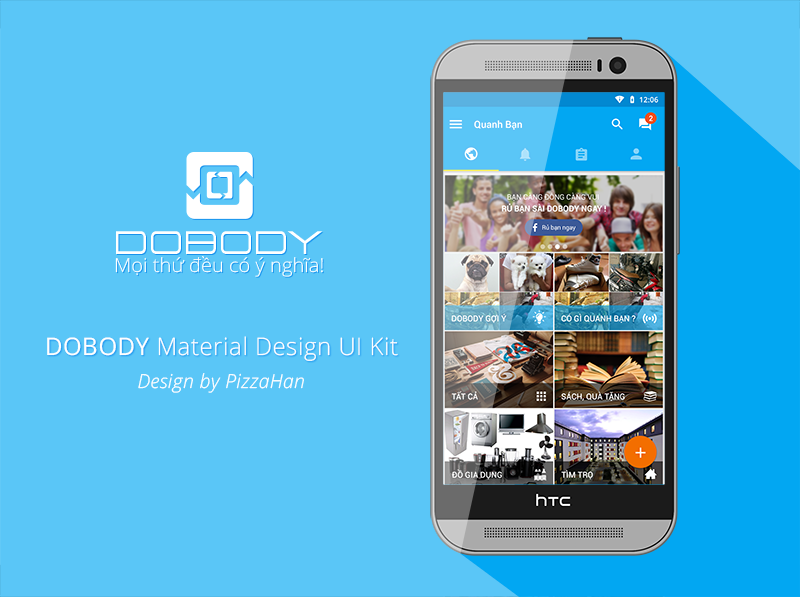 DOBODY
Mọi thứ đều có ý nghĩa!
DOBODY Material Design UI Kit
Design by PizzaHan
12:06
Quanh Bạn
2
BẠN CÀNG ĐÔNG CÀNG VUI
RỦ BẠN SÀI DOBODY NGAY !
f Rủ bạn ngay
DOBODY GỢI Ý
CÓ GÌ QUANH BẠN ?
TẤT CẢ
SÁCH, QUÀ TẶNG
ĐỒ GIA DỤNG
TÌM TRỌ
+
hTC